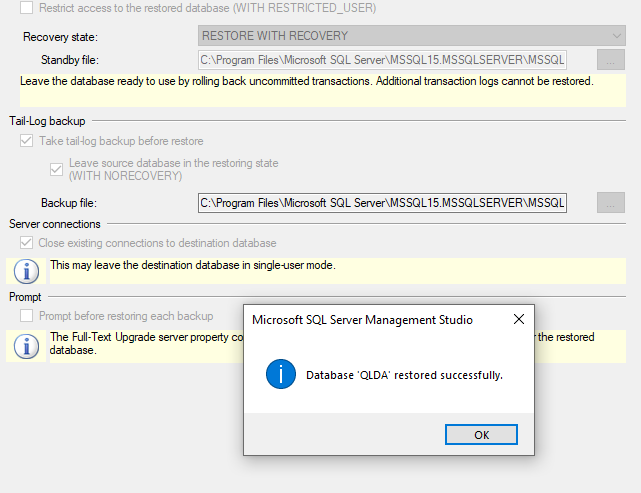 Restrict access to the restored database (WITH RESTRICTED_USER)
Recovery state:
RESTORE WITH RECOVERY
Standby file:
C:\Program Files\Microsoft SQL Server\MSSQL15.MSSQLSERVER\MSSQL
...
Leave the database ready to use by rolling back uncommitted transactions. Additional transaction logs cannot be restored.
Tail-Log backup
Take tail-log backup before restore
Leave source database in the restoring state
(WITH NORECOVERY)
Backup file:
C:\Program Files\Microsoft SQL Server\MSSQL15.MSSQLSERVER\MSSQL
...
Server connections
Close existing connections to destination database
This may leave the destination database in single-user mode.
Prompt
Prompt before restoring each backup
The Full-Text Upgrade server property co
the restored
database.
Microsoft SQL Server Management Studio
Database 'QLDA' restored successfully.
OK